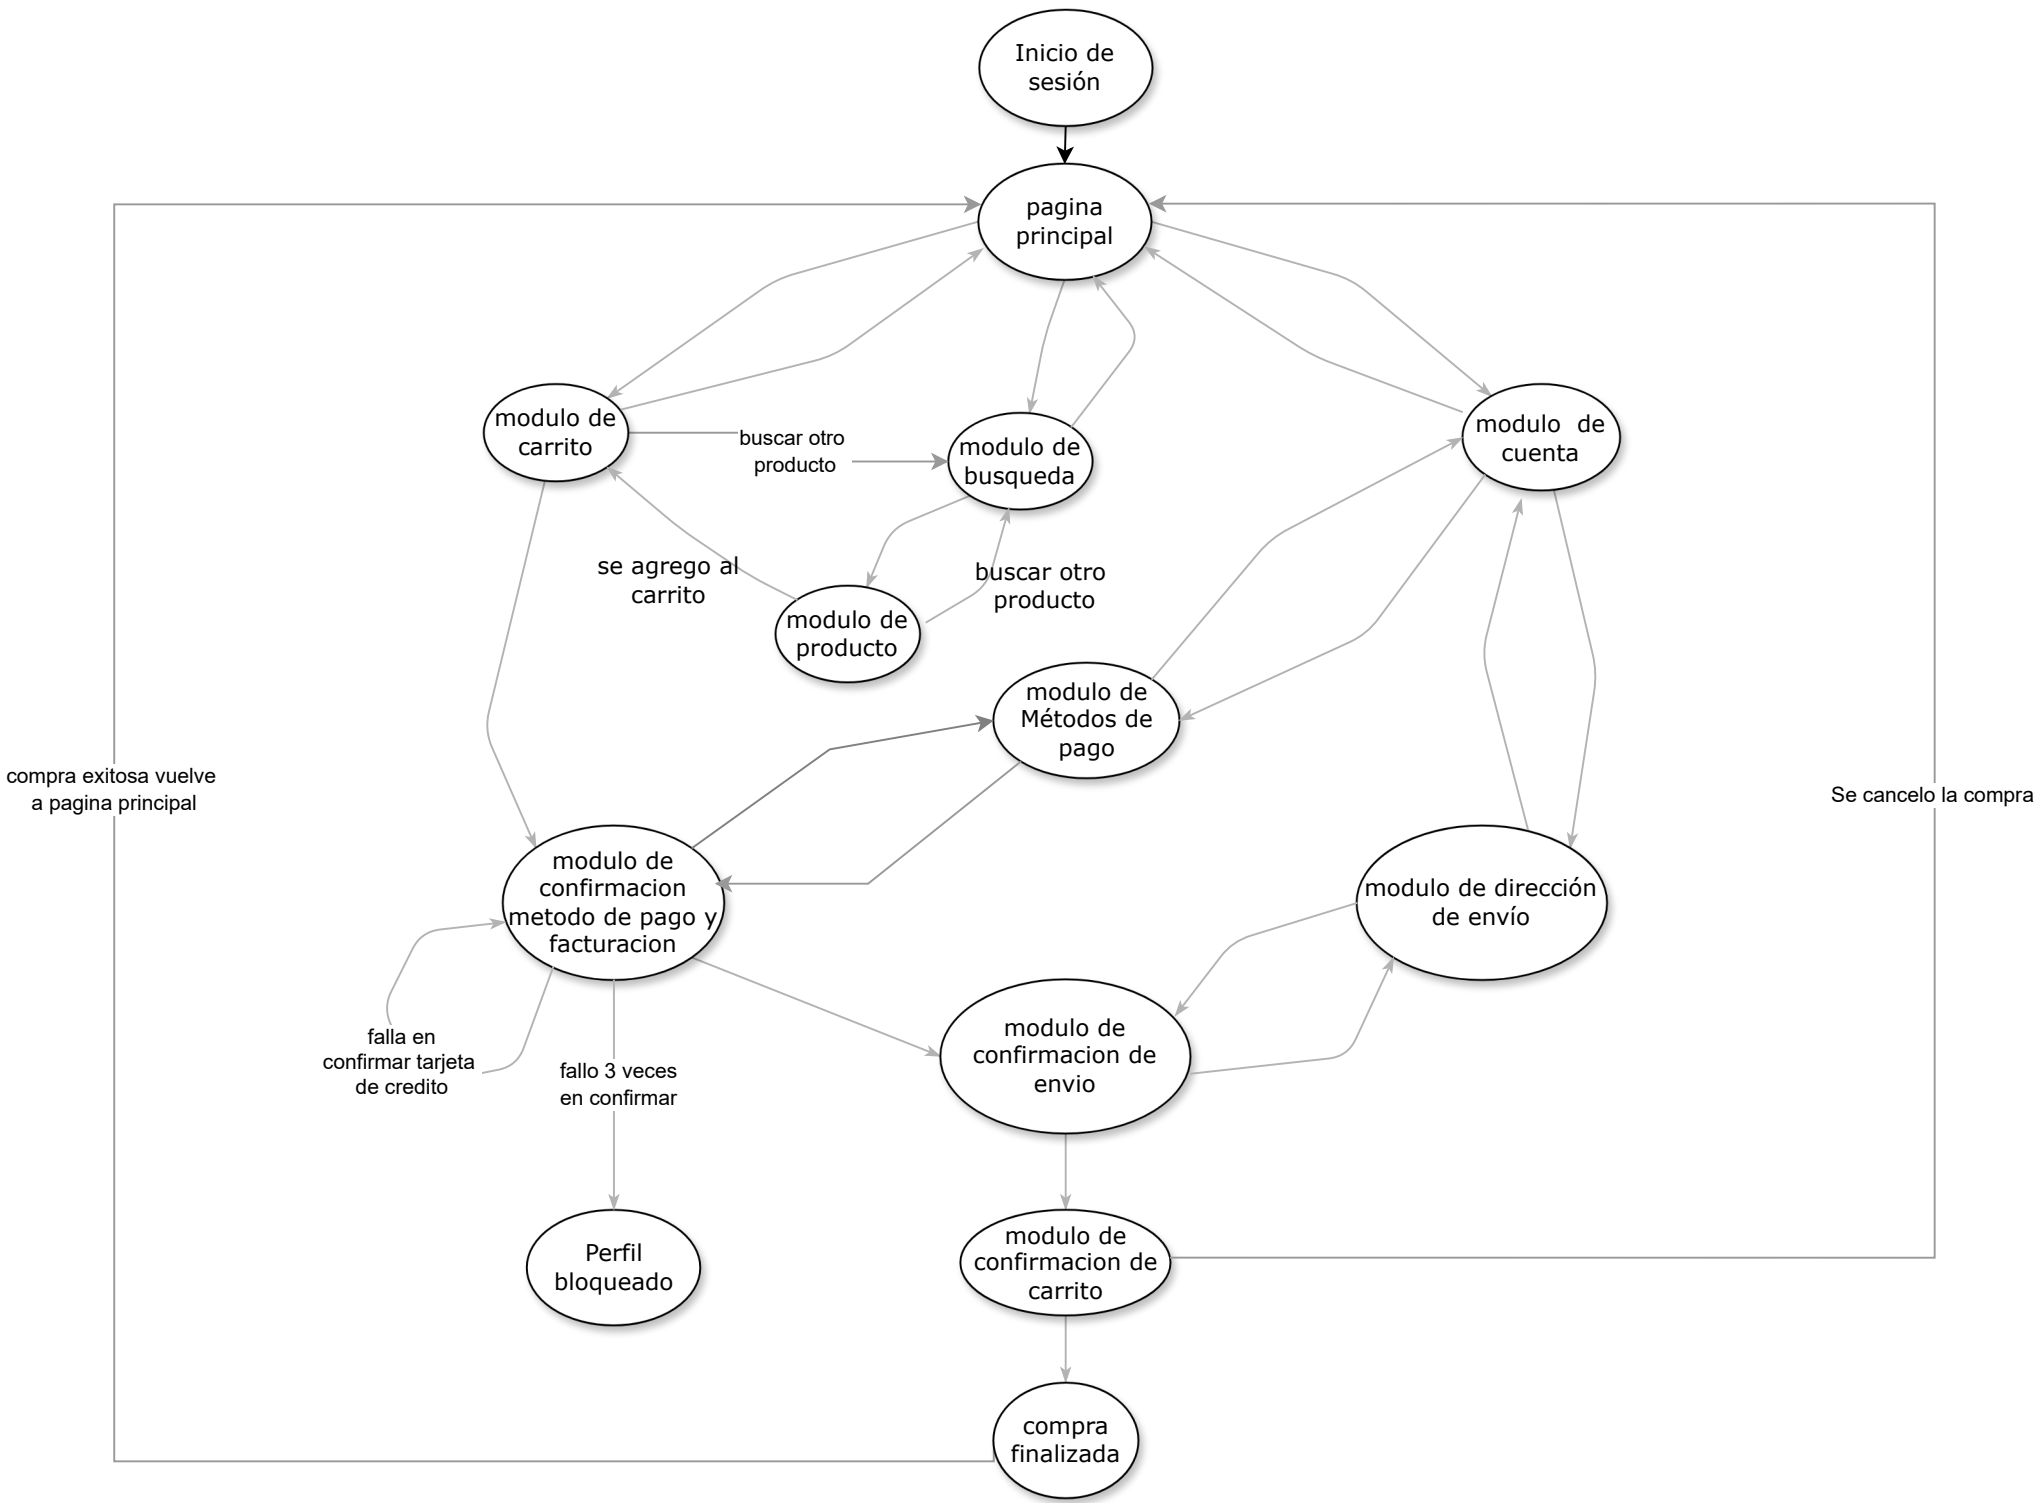 Inicio de
sesión
pagina
principal
modulo de
carrito
buscar otro
producto
modulo de
busqueda
modulo  de
cuenta
se agrego al
carrito
buscar otro
producto
modulo de
producto
modulo de
Métodos de
pago
compra exitosa vuelve
a pagina principal
Se cancelo la compra
modulo de
confirmacion
metodo de pago y
facturacion
modulo de dirección
de envío
falla en
confirmar tarjeta
de credito
fallo 3 veces
en confirmar
modulo de
confirmacion de
envio
Perfil
bloqueado
modulo de
confirmacion de
carrito
compra
finalizada